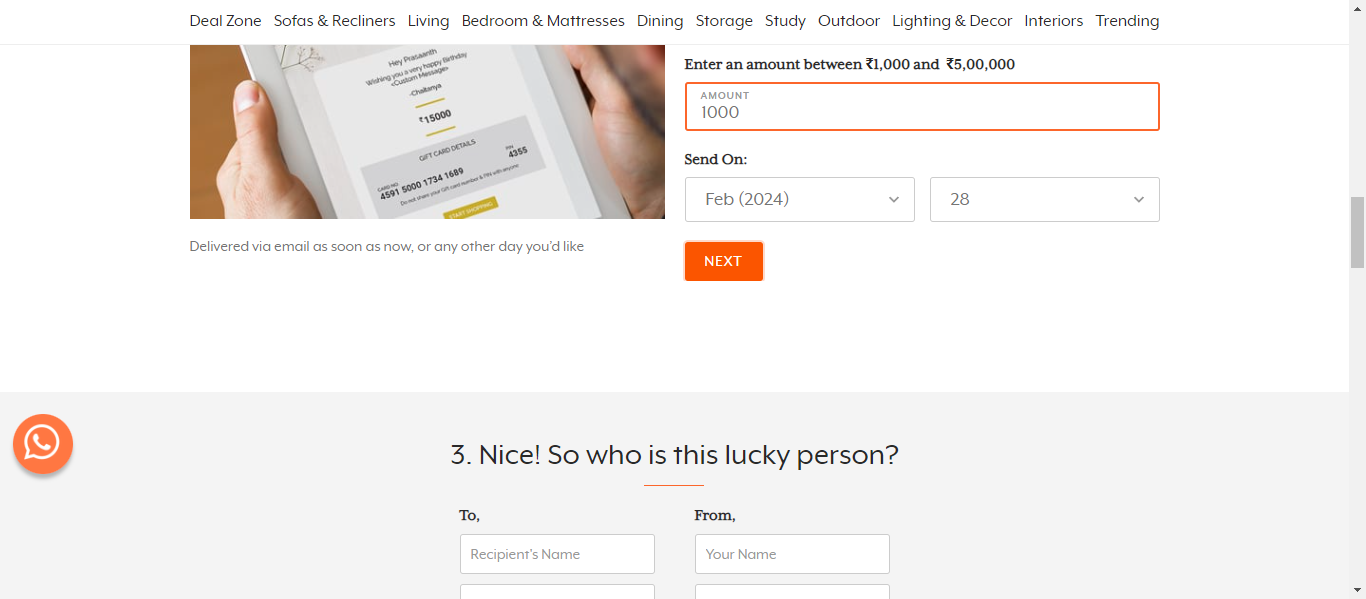 Deal Zone Sofas & Recliners Living Bedroom & Mattresses Dining Storage Study Outdoor Lighting & Decor Interiors Trending
Hey Prasaanth
Wishing you a very happy Birthday
<Custom Message>
-Chaitanya
₹15000
GIFT CARD DETAILS
CARD NO. PIN
4591 5000 1734 1689 4355
Do not share your Gift card number & PIN with anyone
START SHOPPING
Delivered via email as soon as now, or any other day you'd like
Enter an amount between ₹1,000 and ₹5,00,000
AMOUNT
1000
Send On:
Feb (2024) 28
NEXT
3. Nice! So who is this lucky person?
To, From,
Recipient's Name Your Name